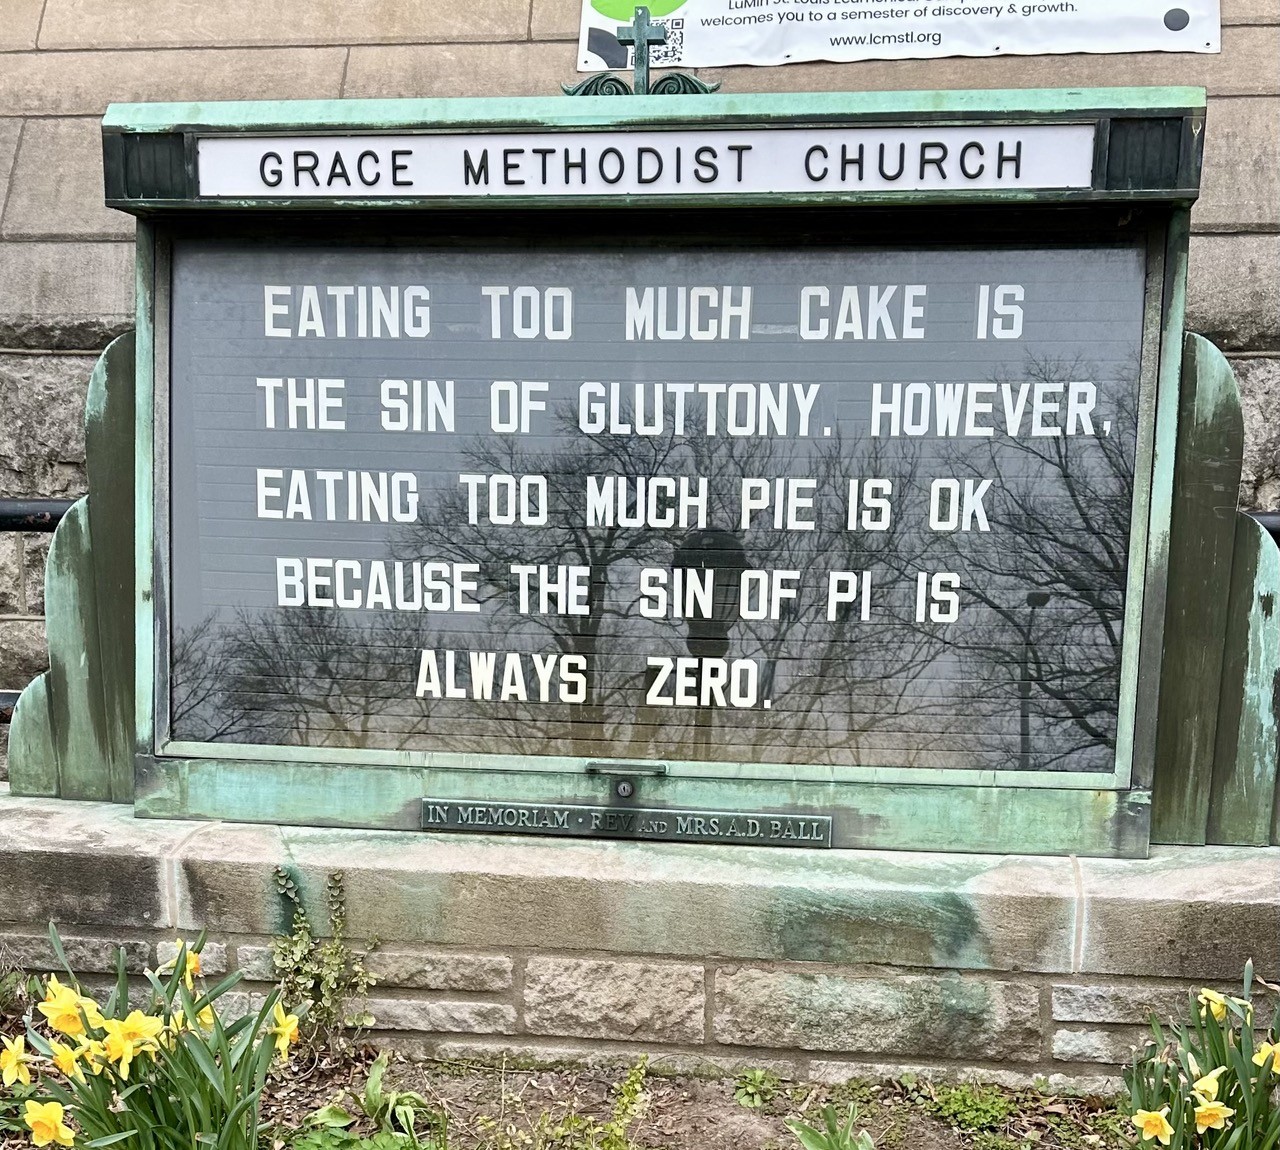 welcomes you to a semester of discovery & growth.
www.lcmstl.org
GRACE METHODIST CHURCH
EATING TOO MUCH CAKE IS
THE SIN OF GLUTTONY. HOWEVER,
EATING TOO MUCH PIE IS OK
BECAUSE THE SIN OF PI IS
ALWAYS ZERO.
IN MEMORIAM · REV. AND MRS. A.D. BALL